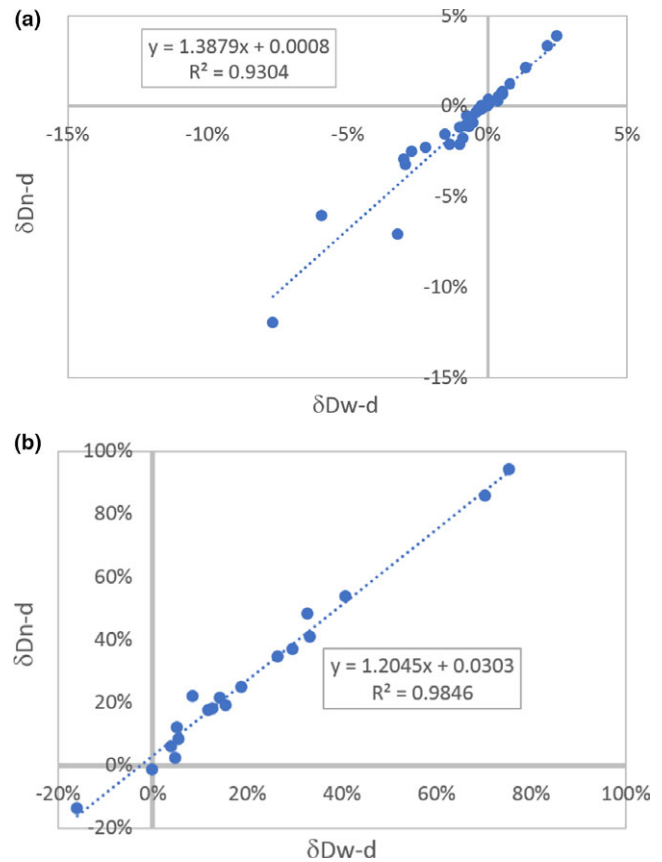 (a)
5%
y = 1.3879x + 0.0008
R² = 0.9304
0%
-15%
-10%
-5%
0%
5%
δDn-d
-5%
-10%
-15%
δDw-d
(b)
100%
80%
60%
δDn-d
40%
y = 1.2045x + 0.0303
R² = 0.9846
20%
0%
-20%
0%
20%
40%
60%
80%
100%
-20%
δDw-d